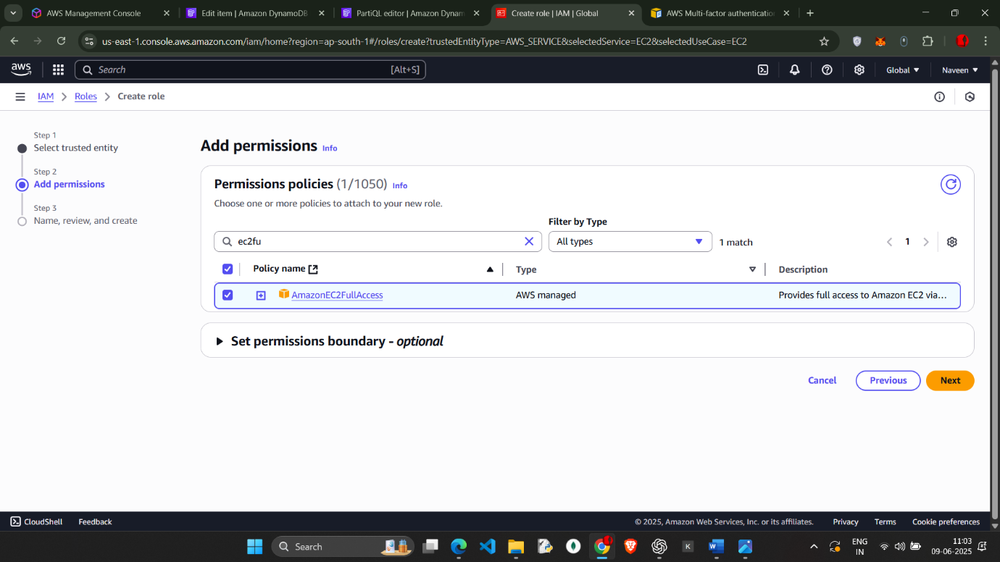 AWS Management Console
Edit item | Amazon DynamoDB
PartiQL editor | Amazon Dynam
Create role | IAM | Global
AWS Multi-factor authentication
us-east-1.console.aws.amazon.com/iam/home?region=ap-south-1#/roles/create?trustedEntityType=AWS_SERVICE&selectedService=EC2&selectedUseCase=EC2
aws
Search [Alt+S]
Global
Naveen
IAM
Roles
Create role
Step 1
Select trusted entity
Step 2
Add permissions
Step 3
Name, review, and create
Add permissions Info
Permissions policies (1/1050) Info
Choose one or more policies to attach to your new role.
Filter by Type
ec2fu
All types
1 match
1
Policy name
Type
Description
AmazonEC2FullAccess
AWS managed
Provides full access to Amazon EC2 via…
Set permissions boundary - optional
Cancel
Previous
Next
CloudShell
Feedback
© 2025, Amazon Web Services, Inc. or its affiliates.
Privacy
Terms
Cookie preferences
Search
K
W
ENG
IN
11:03
09-06-2025